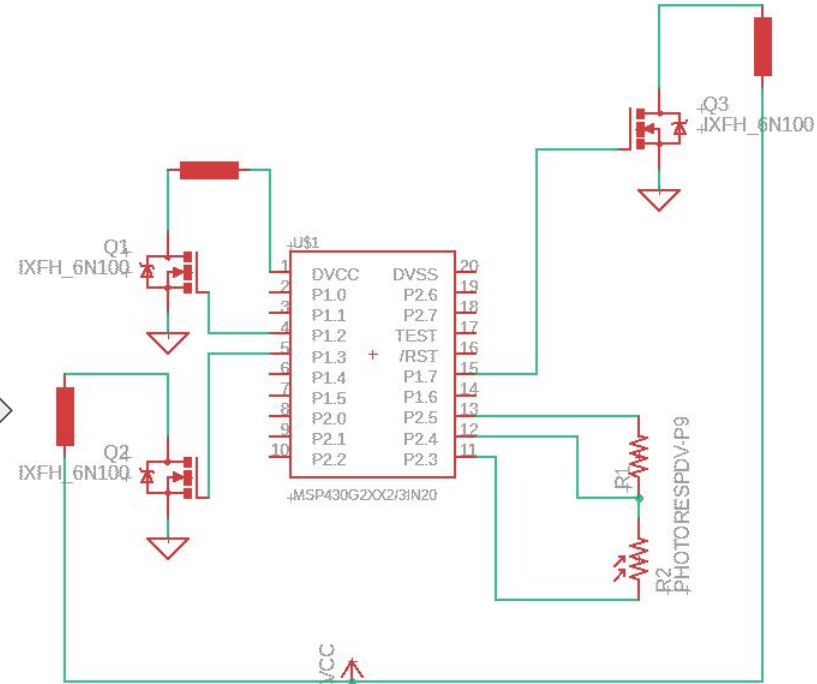 Q3
IXFH_6N100
Q1
IXFH_6N100
U$1
1 DVCC DVSS 20
2 P1.0 P2.6 19
3 P1.1 P2.7 18
4 P1.2 TEST 17
5 P1.3 /RST 16
6 P1.4 P1.7 15
7 P1.5 P1.6 14
8 P2.0 P2.5 13
9 P2.1 P2.4 12
10 P2.2 P2.3 11
MSP430G2XX2/3IN20
Q2
IXFH_6N100
R1
R2
PHOTORESPDV-P9
VCC